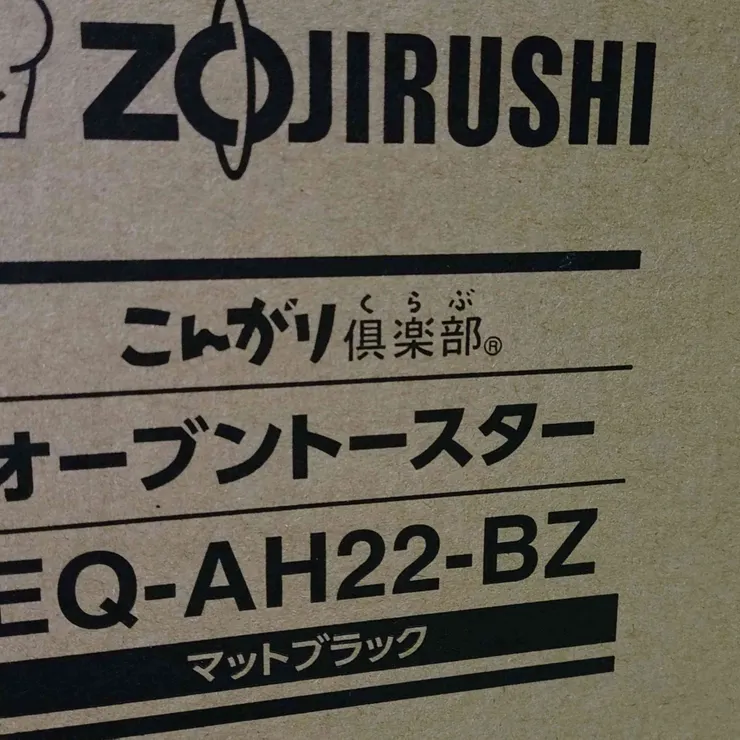 ZOJIRUSHI
くらぶ
こんがり倶楽部®
オーブントースター
EQ-AH22-BZ
マットブラック